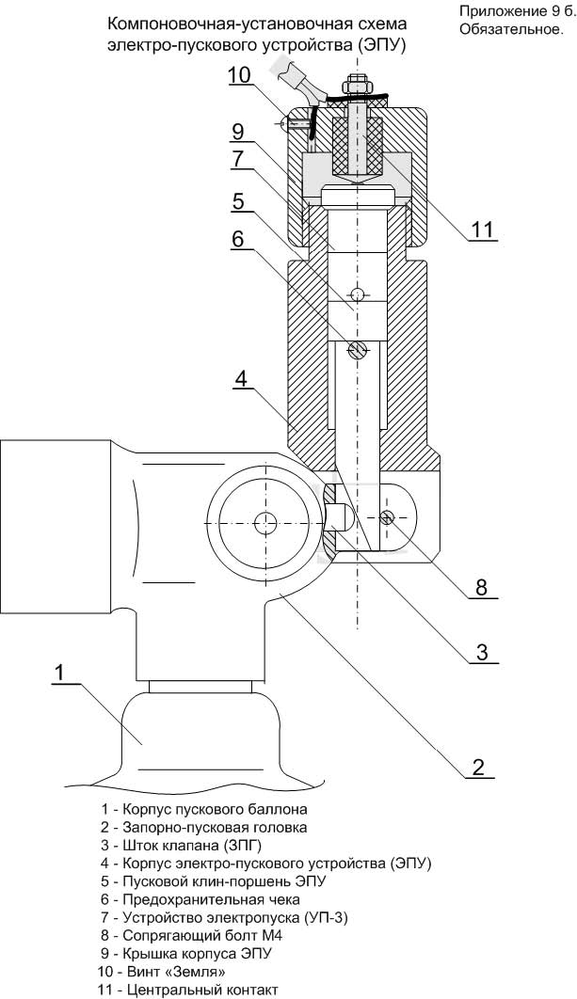 Приложение 9 б.
Обязательное.
Компоновочная-установочная схема
электро-пускового устройства (ЭПУ)
10
9
7
5
6
11
4
8
3
1
2
1 - Корпус пускового баллона
2 - Запорно-пусковая головка
3 - Шток клапана (ЗПГ)
4 - Корпус электро-пускового устройства (ЭПУ)
5 - Пусковой клин-поршень ЭПУ
6 - Предохранительная чека
7 - Устройство электропуска (УП-3)
8 - Сопрягающий болт М4
9 - Крышка корпуса ЭПУ
10 - Винт «Земля»
11 - Центральный контакт